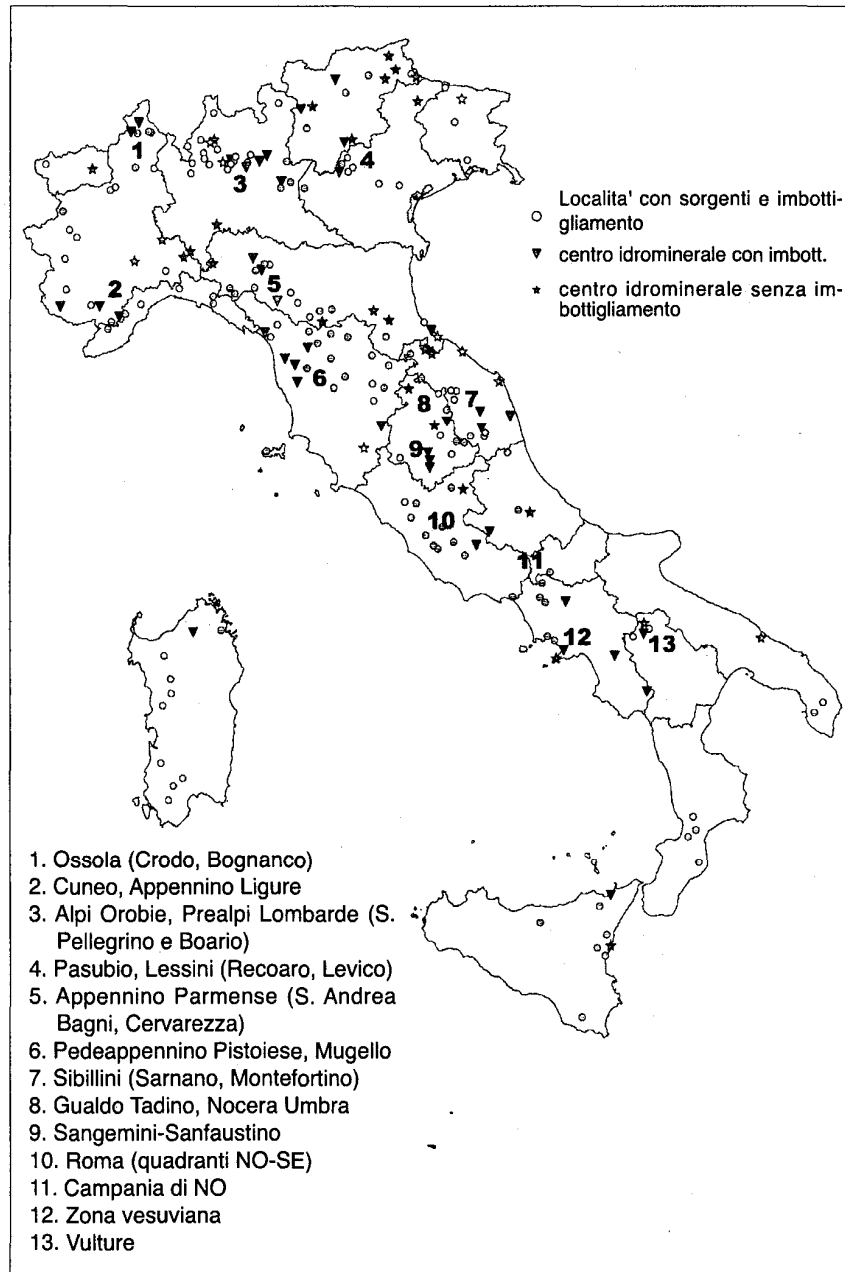 1
2
3
4
5
6
7
8
9
10
11
12
13
Localita' con sorgenti e imbotti-
gliamento
centro idrominerale con imbott.
centro idrominerale senza im-
bottigliamento
1. Ossola (Crodo, Bognanco)
2. Cuneo, Appennino Ligure
3. Alpi Orobie, Prealpi Lombarde (S.
Pellegrino e Boario)
4. Pasubio, Lessini (Recoaro, Levico)
5. Appennino Parmense (S. Andrea
Bagni, Cervarezza)
6. Pedeappennino Pistoiese, Mugello
7. Sibillini (Sarnano, Montefortino)
8. Gualdo Tadino, Nocera Umbra
9. Sangemini-Sanfaustino
10. Roma (quadranti NO-SE)
11. Campania di NO
12. Zona vesuviana
13. Vulture